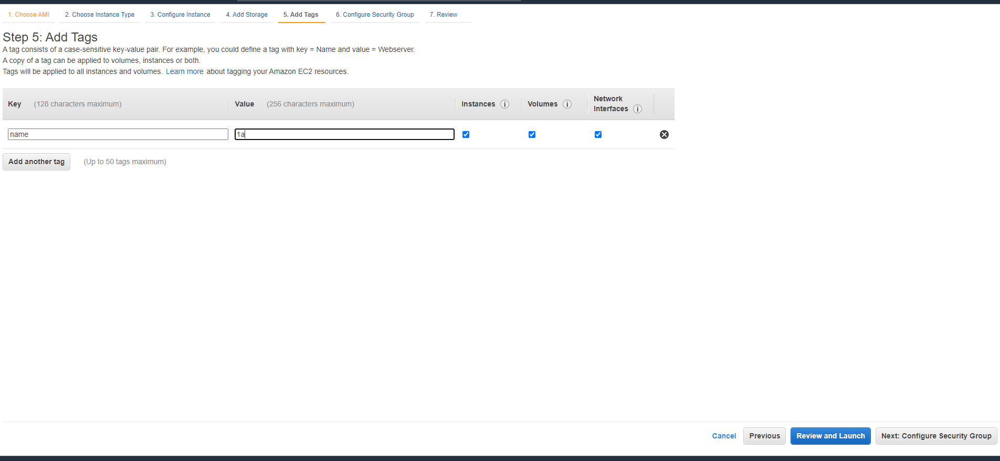 1. Choose AMI 2. Choose Instance Type 3. Configure Instance 4. Add Storage 5. Add Tags 6. Configure Security Group 7. Review
Step 5: Add Tags
A tag consists of a case-sensitive key-value pair. For example, you could define a tag with key = Name and value = Webserver.
A copy of a tag can be applied to volumes, instances or both.
Tags will be applied to all instances and volumes. Learn more about tagging your Amazon EC2 resources.
Key (128 characters maximum) Value (256 characters maximum) Instances i Volumes i Network Interfaces i
name 1a
Add another tag (Up to 50 tags maximum)
Cancel Previous Review and Launch Next: Configure Security Group